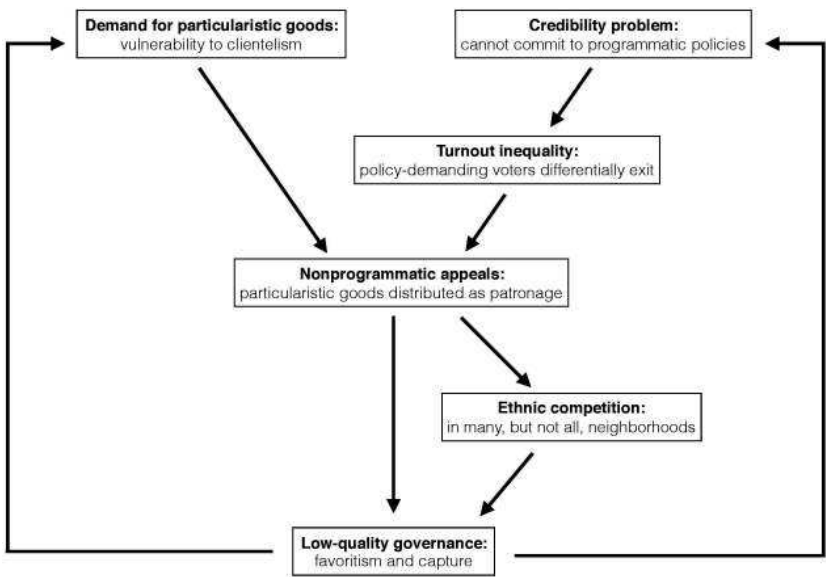 Demand for particularistic goods:
vulnerability to clientelism
Credibility problem:
cannot commit to programmatic policies
Turnout inequality:
policy-demanding voters differentially exit
Nonprogrammatic appeals:
particularistic goods distributed as patronage
Ethnic competition:
in many, but not all, neighborhoods
Low-quality governance:
favoritism and capture